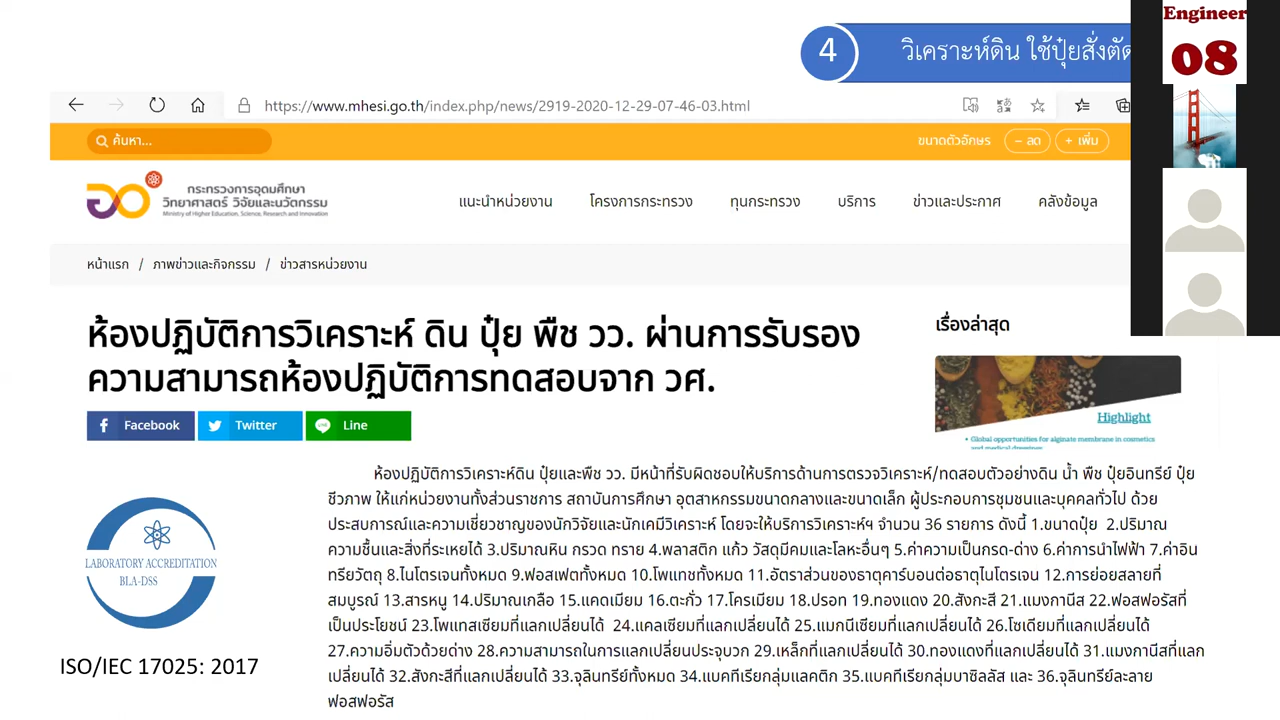 4 วิเคราะห์ดิน ใช้ปุ๋ยสั่งตัด
Engineer
08
https://www.mhesi.go.th/index.php/news/2919-2020-12-29-07-46-03.html
ค้นหา... ขนาดตัวอักษร − ลด + เพิ่ม
กระทรวงการอุดมศึกษา
วิทยาศาสตร์ วิจัยและนวัตกรรม
Ministry of Higher Education, Science, Research and Innovation
แนะนำหน่วยงาน โครงการกระทรวง ทุนกระทรวง บริการ ข่าวและประกาศ คลังข้อมูล
หน้าแรก / ภาพข่าวและกิจกรรม / ข่าวสารหน่วยงาน
ห้องปฏิบัติการวิเคราะห์ ดิน ปุ๋ย พืช วว. ผ่านการรับรอง
ความสามารถห้องปฏิบัติการทดสอบจาก วศ.
Facebook Twitter Line
เรื่องล่าสุด
Highlight
• Global opportunities for alginate membrane in cosmetics
ห้องปฏิบัติการวิเคราะห์ดิน ปุ๋ยและพืช วว. มีหน้าที่รับผิดชอบให้บริการด้านการตรวจวิเคราะห์/ทดสอบตัวอย่างดิน น้ำ พืช ปุ๋ยอินทรีย์ ปุ๋ย
ชีวภาพ ให้แก่หน่วยงานทั้งส่วนราชการ สถาบันการศึกษา อุตสาหกรรมขนาดกลางและขนาดเล็ก ผู้ประกอบการชุมชนและบุคคลทั่วไป ด้วย
ประสบการณ์และความเชี่ยวชาญของนักวิจัยและนักเคมีวิเคราะห์ โดยจะให้บริการวิเคราะห์ฯ จำนวน 36 รายการ ดังนี้ 1.ขนาดปุ๋ย 2.ปริมาณ
ความชื้นและสิ่งที่ระเหยได้ 3.ปริมาณหิน กรวด ทราย 4.พลาสติก แก้ว วัสดุมีคมและโลหะอื่นๆ 5.ค่าความเป็นกรด-ด่าง 6.ค่าการนำไฟฟ้า 7.ค่าอิน
ทรียวัตถุ 8.ไนโตรเจนทั้งหมด 9.ฟอสเฟตทั้งหมด 10.โพแทชทั้งหมด 11.อัตราส่วนของธาตุคาร์บอนต่อธาตุไนโตรเจน 12.การย่อยสลายที่
สมบูรณ์ 13.สารหนู 14.ปริมาณเกลือ 15.แคดเมียม 16.ตะกั่ว 17.โครเมียม 18.ปรอท 19.ทองแดง 20.สังกะสี 21.แมงกานีส 22.ฟอสฟอรัสที่
เป็นประโยชน์ 23.โพแทสเซียมที่แลกเปลี่ยนได้ 24.แคลเซียมที่แลกเปลี่ยนได้ 25.แมกนีเซียมที่แลกเปลี่ยนได้ 26.โซเดียมที่แลกเปลี่ยนได้
27.ความอิ่มตัวด้วยด่าง 28.ความสามารถในการแลกเปลี่ยนประจุบวก 29.เหล็กที่แลกเปลี่ยนได้ 30.ทองแดงที่แลกเปลี่ยนได้ 31.แมงกานีสที่แลก
เปลี่ยนได้ 32.สังกะสีที่แลกเปลี่ยนได้ 33.จุลินทรีย์ทั้งหมด 34.แบคทีเรียกลุ่มแลคติก 35.แบคทีเรียกลุ่มบาซิลลัส และ 36.จุลินทรีย์ละลาย
ฟอสฟอรัส
LABORATORY ACCREDITATION
BLA-DSS
ISO/IEC 17025: 2017